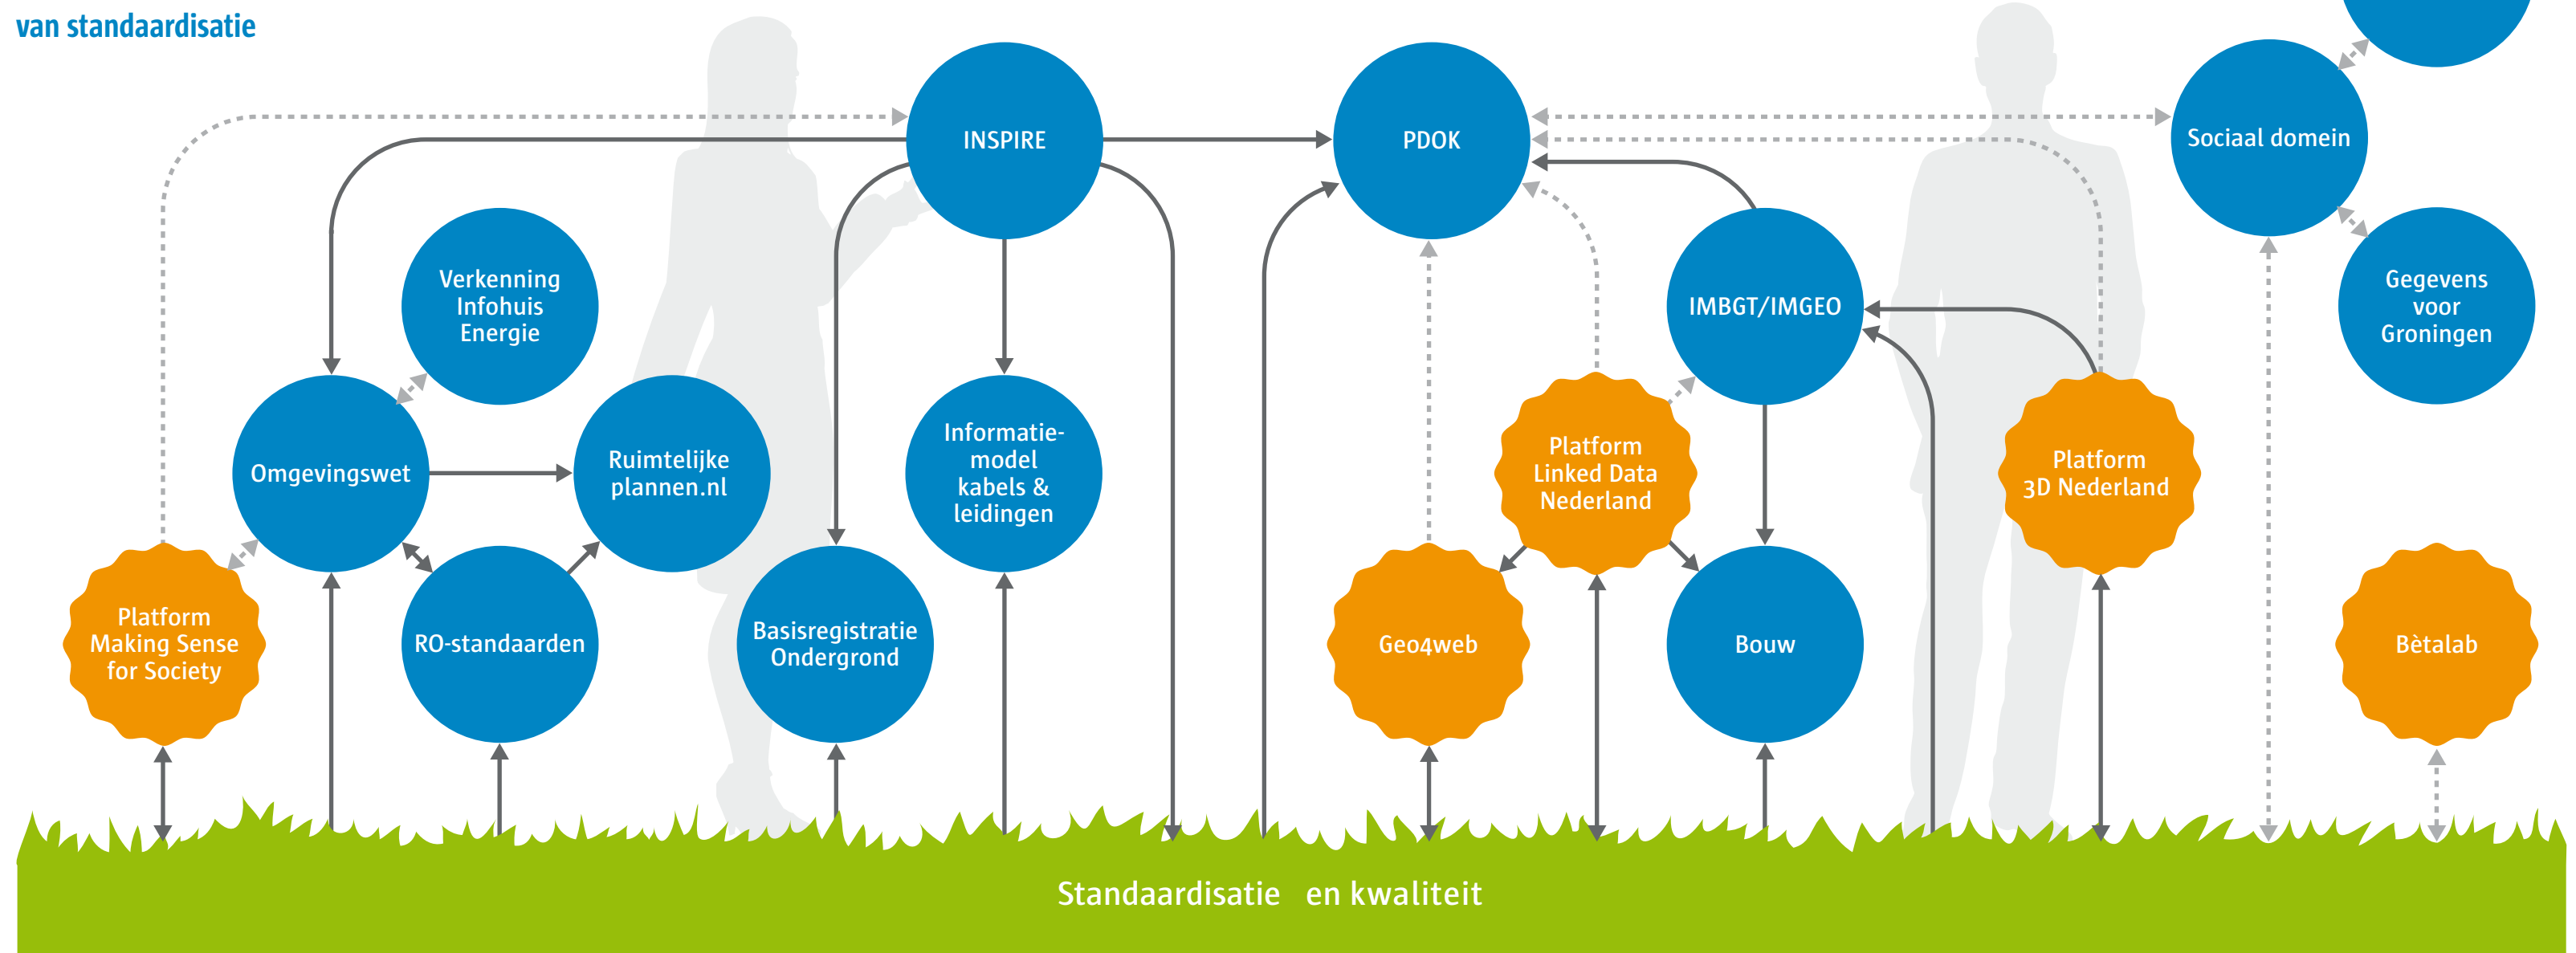 van standaardisatie
INSPIRE
PDOK
Sociaal domein
Verkenning
Infohuis
Energie
IMBGT/IMGEO
Gegevens
voor
Groningen
Omgevingswet
Ruimtelijke
plannen.nl
Informatie-
model
kabels &
leidingen
Platform
Linked Data
Nederland
Platform
3D Nederland
Platform
Making Sense
for Society
RO-standaarden
Basisregistratie
Ondergrond
Geo4web
Bouw
Bètalab
Standaardisatie en kwaliteit